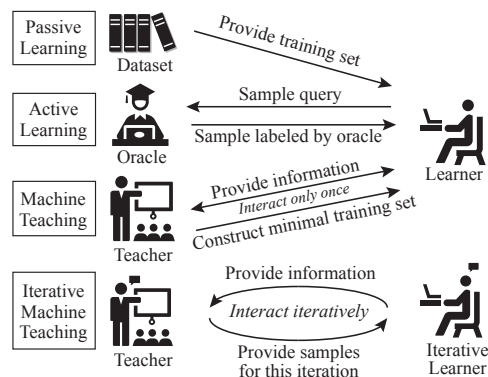 Passive
Learning
Dataset
Provide training set
Active
Learning
Oracle
Sample query
Sample labeled by oracle
Learner
Machine
Teaching
Teacher
Provide information
Interact only once
Construct minimal training set
Iterative
Machine
Teaching
Teacher
Provide information
Interact iteratively
Provide samples
for this iteration
Iterative
Learner